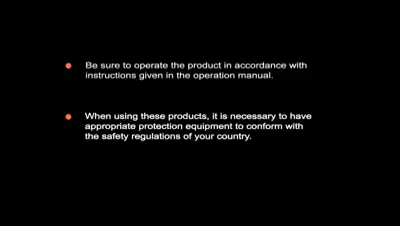 Be sure to operate the product in accordance with
instructions given in the operation manual.
When using these products, it is necessary to have
appropriate protection equipment to conform with
the safety regulations of your country.